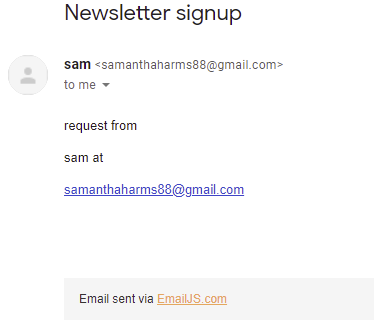 Newsletter signup
sam <samanthaharms88@gmail.com>
to me
request from
sam at
samanthaharms88@gmail.com
Email sent via EmailJS.com